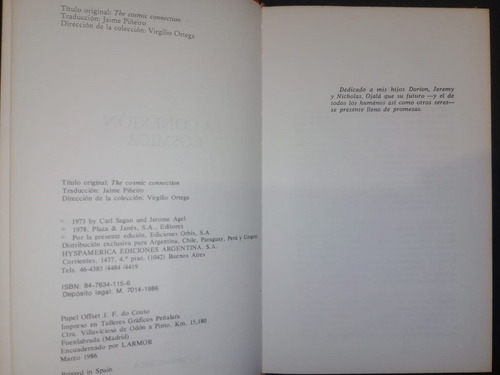 Título original: The cosmic connection
Traducción: Jaime Piñeiro
Dirección de la colección: Virgilio Ortega
Título original: The cosmic connection
Traducción: Jaime Piñeiro
Dirección de la colección: Virgilio Ortega
© 1973 by Carl Sagan and Jerome Agel
© 1978, Plaza & Janés, S.A., Editores
© Por la presente edición, Ediciones Orbis, S.A.
Distribución exclusiva para Argentina, Chile, Paraguay, Perú y Uruguay
HYSPAMERICA EDICIONES ARGENTINA, S.A.
Corrientes, 1437, 4.º piso. (1042) Buenos Aires
Tels. 46-4385 /4484 /4419
ISBN: 84-7634-115-6
Depósito legal: M. 7014-1986
Papel Offset J. F. do Couto
Impreso en Talleres Gráficos Peñalara
Ctra. Villaviciosa de Odón a Pinto, Km. 15,180
Fuenlabrada (Madrid)
Encuadernado por LARMOR
Marzo 1986
Printed in Spain
Dedicado a mis hijos Dorion, Jeremy
y Nicholas. Ojalá que su futuro —y el de
todos los humanos así como otros seres—
se presente lleno de promesas.